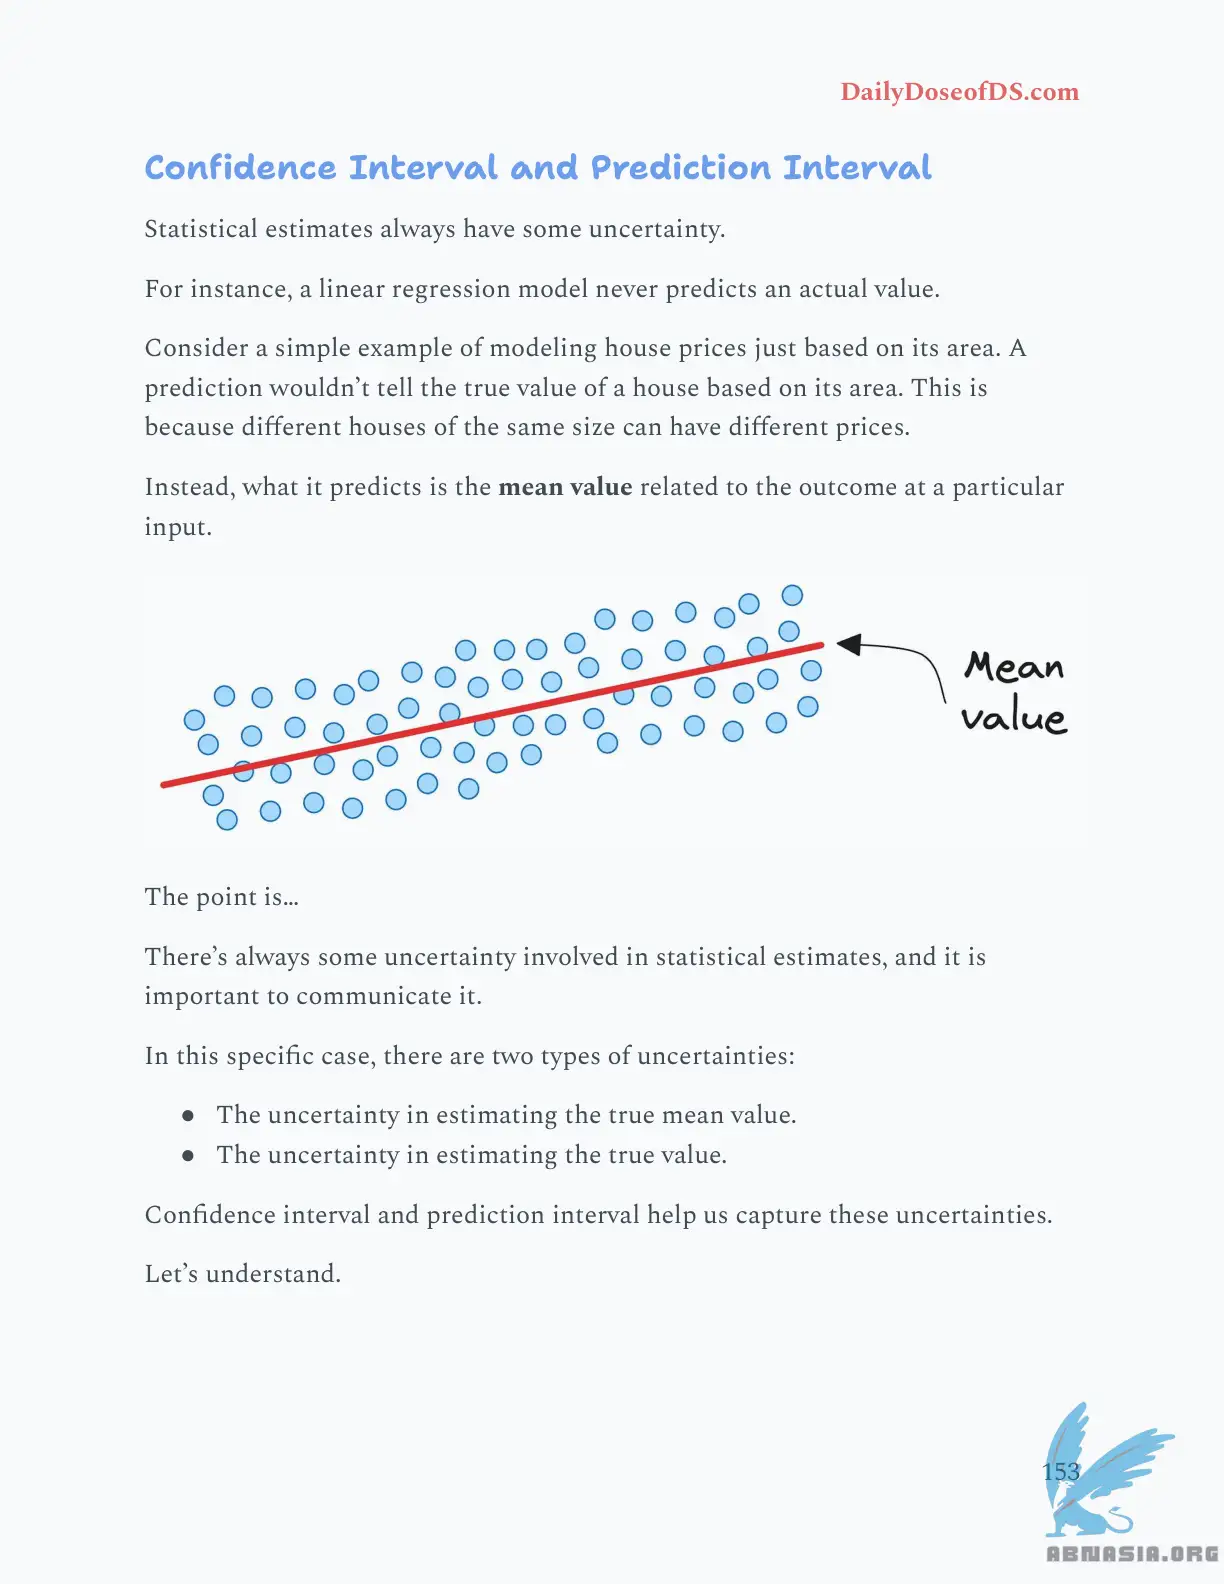 DailyDoseofDS.com
Confidence Interval and Prediction Interval
Statistical estimates always have some uncertainty.
For instance, a linear regression model never predicts an actual value.
Consider a simple example of modeling house prices just based on its area. A
prediction wouldn’t tell the true value of a house based on its area. This is
because different houses of the same size can have different prices.
Instead, what it predicts is the mean value related to the outcome at a particular
input.
Mean
value
The point is…
There’s always some uncertainty involved in statistical estimates, and it is
important to communicate it.
In this specific case, there are two types of uncertainties:
● The uncertainty in estimating the true mean value.
● The uncertainty in estimating the true value.
Confidence interval and prediction interval help us capture these uncertainties.
Let’s understand.
153
ABNASIA.ORG